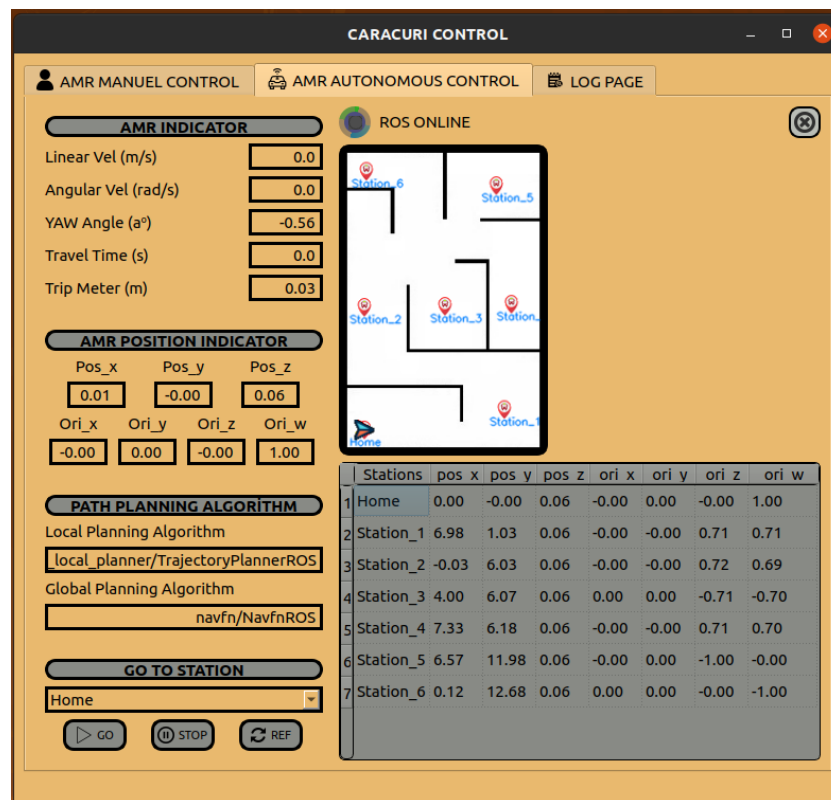 CARACURI CONTROL
AMR MANUEL CONTROL
AMR AUTONOMOUS CONTROL
LOG PAGE
AMR INDICATOR
Linear Vel (m/s) 0.0
Angular Vel (rad/s) 0.0
YAW Angle (aº) -0.56
Travel Time (s) 0.0
Trip Meter (m) 0.03
AMR POSITION INDICATOR
Pos_x Pos_y Pos_z
0.01 -0.00 0.06
Ori_x Ori_y Ori_z Ori_w
-0.00 0.00 -0.00 1.00
PATH PLANNING ALGORİTHM
Local Planning Algorithm
_local_planner/TrajectoryPlannerROS
Global Planning Algorithm
navfn/NavfnROS
GO TO STATION
Home
GO STOP REF
ROS ONLINE
Station_6
Station_5
Station_2 Station_3 Station_
Station_1
Home
Stations pos_x pos_y pos_z ori_x ori_y ori_z ori_w
1 Home 0.00 -0.00 0.06 -0.00 0.00 -0.00 1.00
2 Station_1 6.98 1.03 0.06 -0.00 -0.00 0.71 0.71
3 Station_2 -0.03 6.03 0.06 -0.00 -0.00 0.72 0.69
4 Station_3 4.00 6.07 0.06 0.00 0.00 -0.71 -0.70
5 Station_4 7.33 6.18 0.06 -0.00 -0.00 0.71 0.70
6 Station_5 6.57 11.98 0.06 -0.00 0.00 -1.00 -0.00
7 Station_6 0.12 12.68 0.06 0.00 0.00 -0.00 -1.00